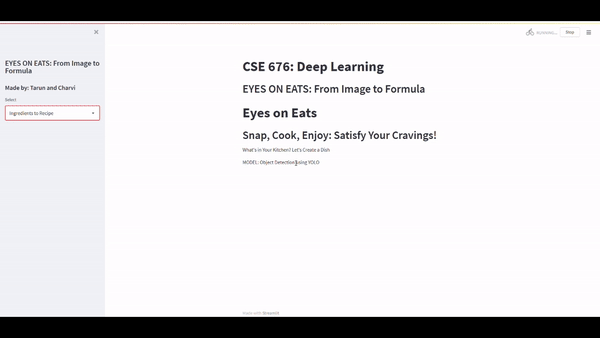 RUNNING...
Stop
EYES ON EATS: From Image to
Formula
Made by: Tarun and Charvi
Select
Ingredients to Recipe
CSE 676: Deep Learning
EYES ON EATS: From Image to Formula
Eyes on Eats
Snap, Cook, Enjoy: Satisfy Your Cravings!
What's in Your Kitchen? Let's Create a Dish
MODEL: Object Detection using YOLO
Made with Streamlit